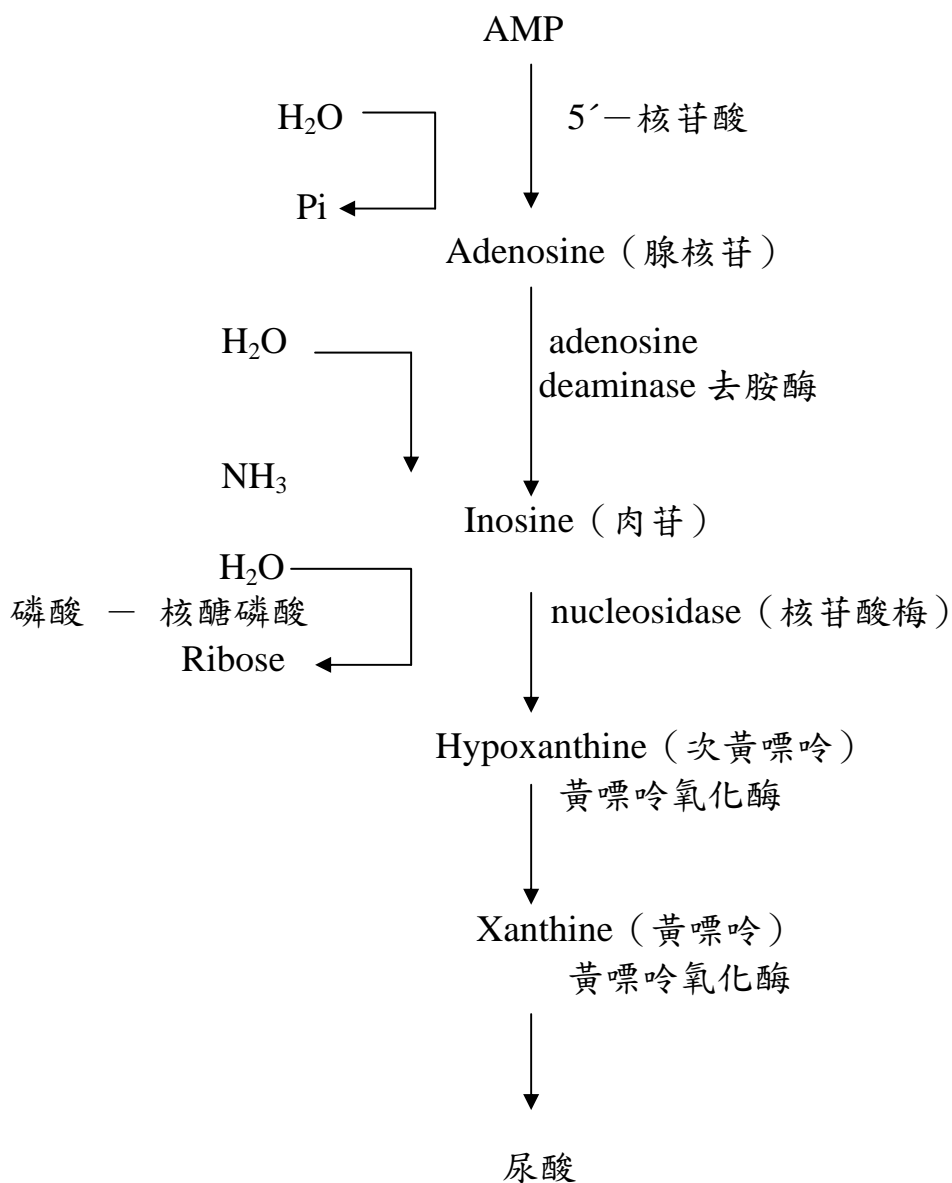 AMP
H₂O
5´－核苷酸
Pi
Adenosine（腺核苷）
H₂O
adenosine
deaminase 去胺酶
NH₃
Inosine（肉苷）
H₂O
磷酸 － 核醣磷酸
nucleosidase（核苷酸梅）
Ribose
Hypoxanthine（次黃嘌呤）
黃嘌呤氧化酶
Xanthine（黃嘌呤）
黃嘌呤氧化酶
尿酸